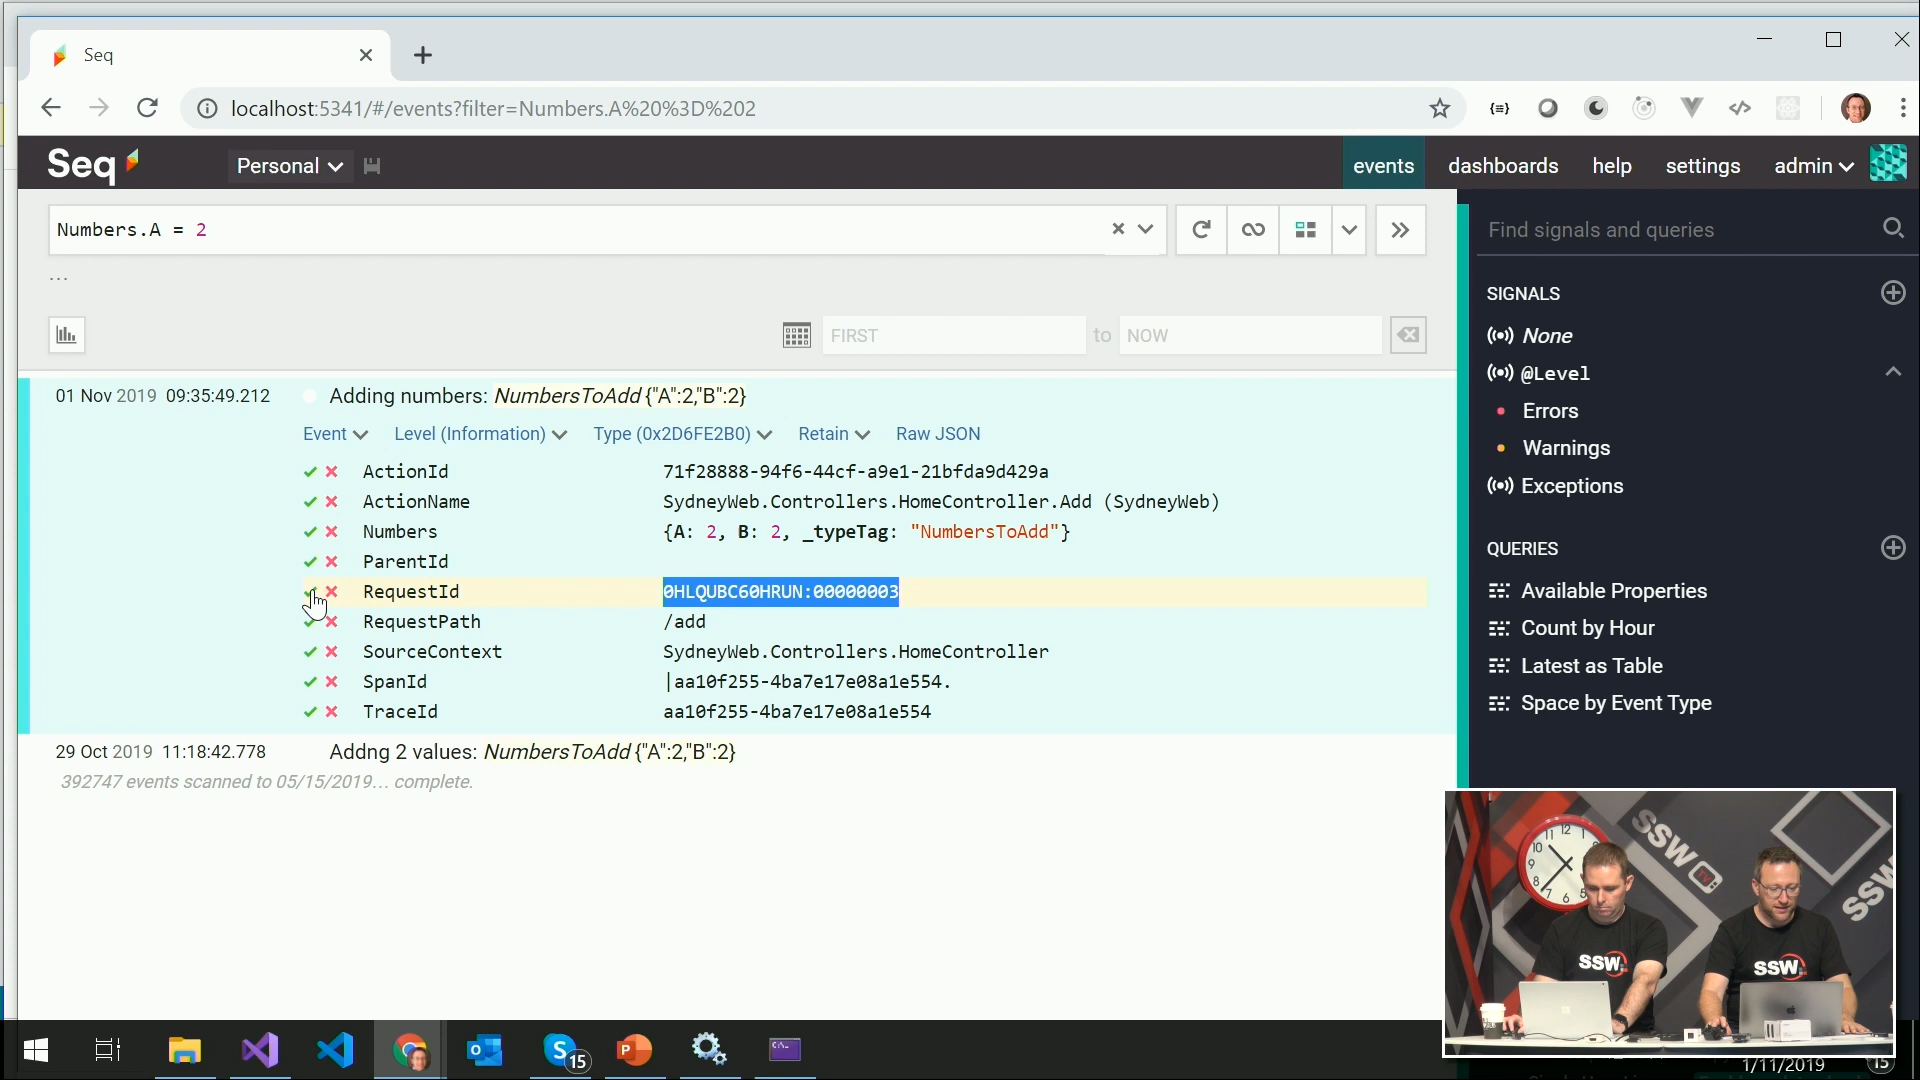 Seq
localhost:5341/#/events?filter=Numbers.A%20%3D%202
Seq
Personal
events
dashboards
help
settings
admin
Numbers.A = 2
...
FIRST
to
NOW
Find signals and queries
SIGNALS
None
@Level
Errors
Warnings
Exceptions
QUERIES
Available Properties
Count by Hour
Latest as Table
Space by Event Type
01 Nov 2019 09:35:49.212
Adding numbers: NumbersToAdd {"A":2,"B":2}
Event
Level (Information)
Type (0x2D6FE2B0)
Retain
Raw JSON
ActionId 71f28888-94f6-44cf-a9e1-21bfda9d429a
ActionName SydneyWeb.Controllers.HomeController.Add (SydneyWeb)
Numbers {A: 2, B: 2, _typeTag: "NumbersToAdd"}
ParentId
RequestId 0HLQUBC60HRUN:00000003
RequestPath /add
SourceContext SydneyWeb.Controllers.HomeController
SpanId |aa10f255-4ba7e17e08a1e554.
TraceId aa10f255-4ba7e17e08a1e554
29 Oct 2019 11:18:42.778
Addng 2 values: NumbersToAdd {"A":2,"B":2}
392747 events scanned to 05/15/2019... complete.
SSW TV
SSW
SSW
SSW
15
1/11/2019
15